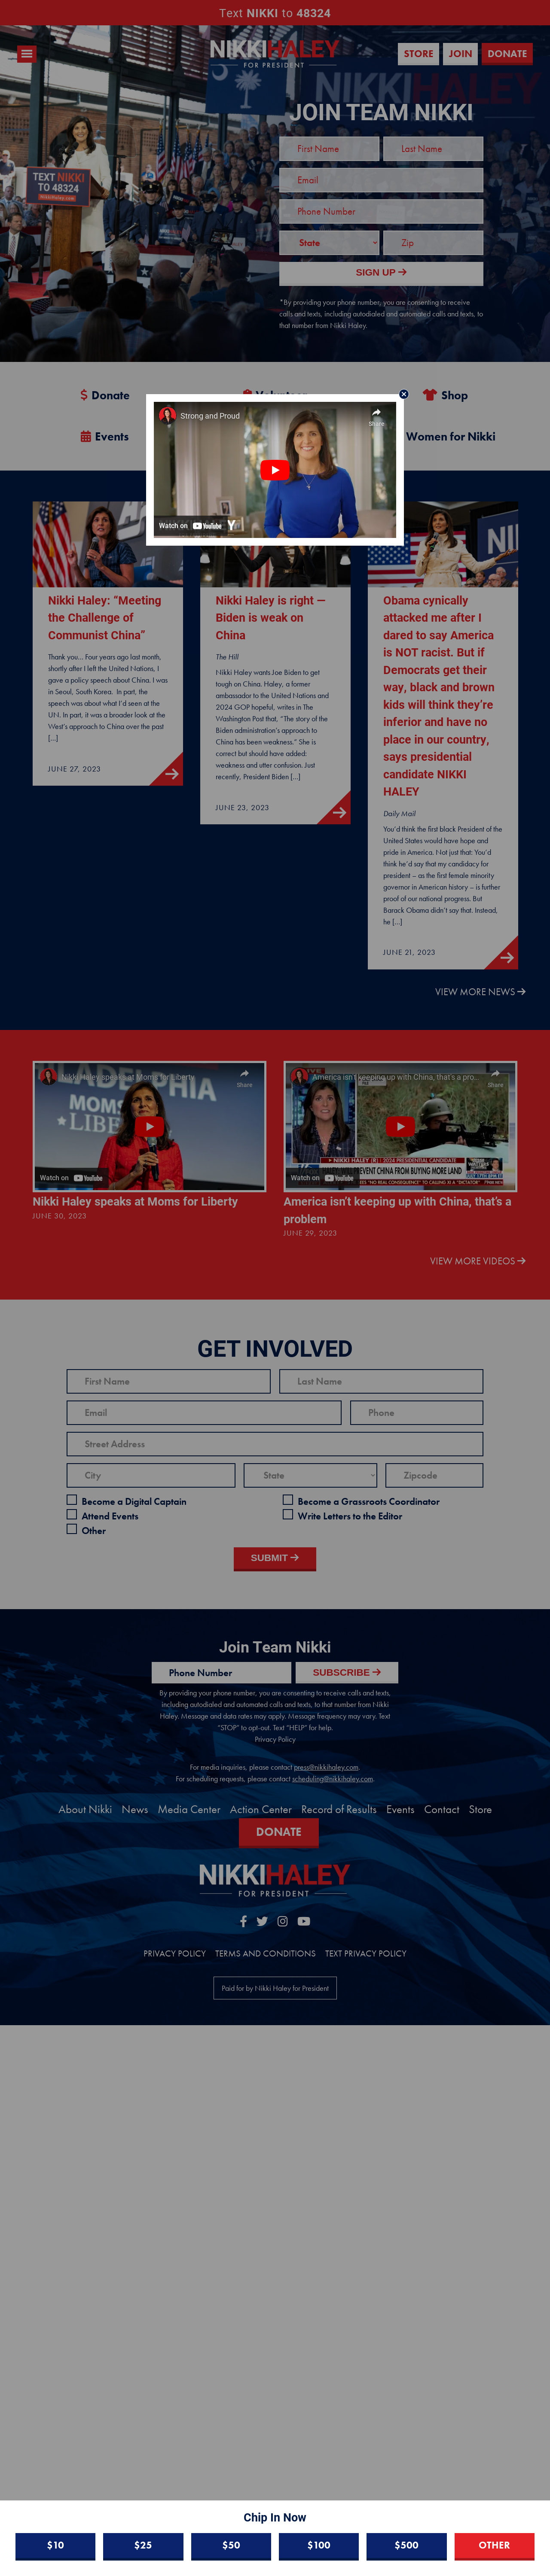 Text NIKKI to 48324
NIKKIHALEY
FOR PRESIDENT
STORE
JOIN
DONATE
TEXT NIKKI
TO 48324
JOIN TEAM NIKKI
First Name
Last Name
Email
Phone Number
State
Zip
SIGN UP
*By providing your phone number, you are consenting to receive
calls and texts, including autodialed and automated calls and texts, to
that number from Nikki Haley.
Donate
Shop
Events
Women for Nikki
Strong and Proud
Share
Watch on YouTube
Nikki Haley: “Meeting
the Challenge of
Communist China”
Thank you… Four years ago last month,
shortly after I left the United Nations, I
gave a policy speech about China. I was
in Seoul, South Korea. In part, the
speech was about what I’d seen at the
UN. In part, it was a broader look at the
West’s approach to China over the past
[…]
JUNE 27, 2023
Nikki Haley is right —
Biden is weak on
China
The Hill
Nikki Haley wants Joe Biden to get
tough on China. Haley, a former
ambassador to the United Nations and
2024 GOP hopeful, writes in The
Washington Post that, “The story of the
Biden administration’s approach to
China has been weakness.” She is
correct but should have added:
weakness and utter confusion. Just
recently, President Biden […]
JUNE 23, 2023
Obama cynically
attacked me after I
dared to say America
is NOT racist. But if
Democrats get their
way, black and brown
kids will think they’re
inferior and have no
place in our country,
says presidential
candidate NIKKI
HALEY
Daily Mail
You’d think the first black President of the
United States would have hope and
pride in America. Not just that: You’d
think he’d say that my candidacy for
president – as the first female minority
governor in American history – is further
proof of our national progress. But
Barack Obama didn’t say that. Instead,
he […]
JUNE 21, 2023
VIEW MORE NEWS
Nikki Haley speaks at Moms for Liberty
Share
Watch on YouTube
Nikki Haley speaks at Moms for Liberty
JUNE 30, 2023
America isn't keeping up with China, that's a pro...
Share
Watch on YouTube
America isn’t keeping up with China, that’s a
problem
JUNE 29, 2023
VIEW MORE VIDEOS
GET INVOLVED
First Name
Last Name
Email
Phone
Street Address
City
State
Zipcode
Become a Digital Captain
Become a Grassroots Coordinator
Attend Events
Write Letters to the Editor
Other
SUBMIT
Join Team Nikki
Phone Number
SUBSCRIBE
By providing your phone number, you are consenting to receive calls and texts,
including autodialed and automated calls and texts, to that number from Nikki
Haley. Message and data rates may apply. Message frequency may vary. Text
“STOP” to opt-out. Text “HELP” for help.
Privacy Policy
For media inquiries, please contact press@nikkihaley.com.
For scheduling requests, please contact scheduling@nikkihaley.com.
About Nikki
News
Media Center
Action Center
Record of Results
Events
Contact
Store
DONATE
NIKKIHALEY
FOR PRESIDENT
PRIVACY POLICY
TERMS AND CONDITIONS
TEXT PRIVACY POLICY
Paid for by Nikki Haley for President
Chip In Now
$10
$25
$50
$100
$500
OTHER